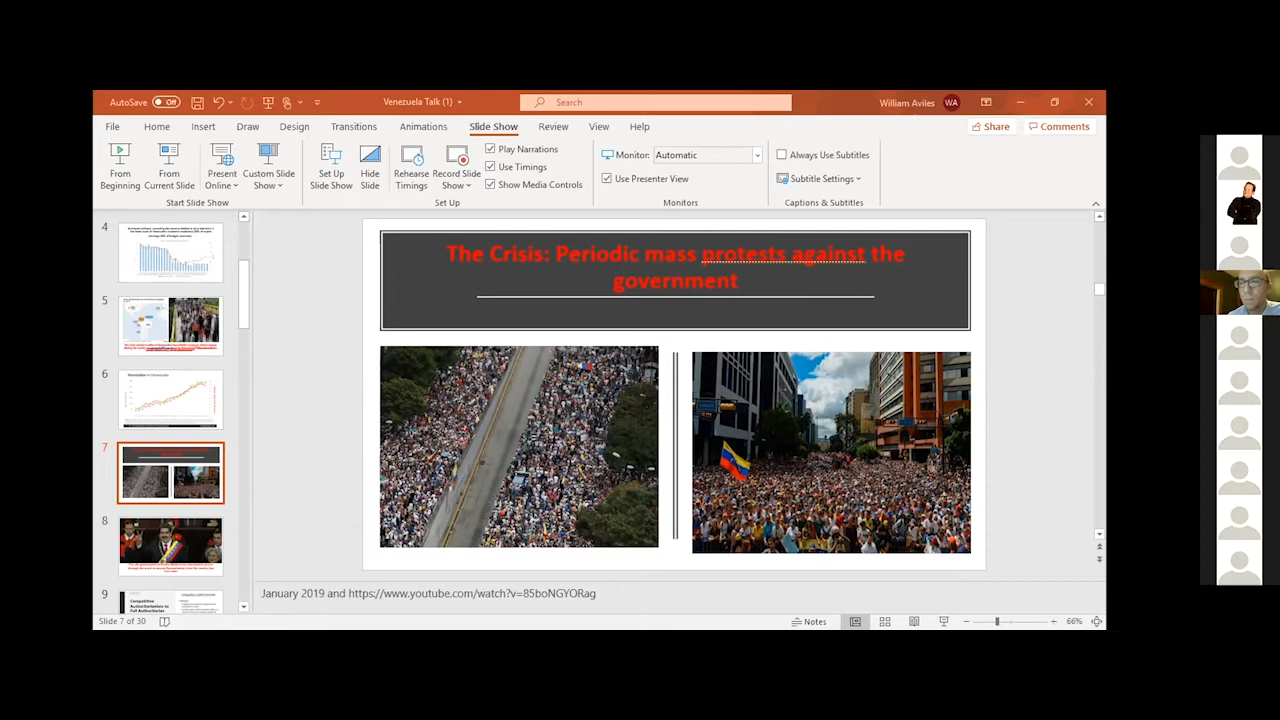 AutoSave Off
Venezuela Talk (1)
Search
William Aviles
WA
File Home Insert Draw Design Transitions Animations Slide Show Review View Help
Share
Comments
From Beginning
From Current Slide
Present Online
Custom Slide Show
Start Slide Show
Set Up Slide Show
Hide Slide
Rehearse Timings
Record Slide Show
Play Narrations
Use Timings
Show Media Controls
Set Up
Monitor: Automatic
Use Presenter View
Monitors
Always Use Subtitles
Subtitle Settings
Captions & Subtitles
4
5
6
7
8
9
Competitive
Authoritarianism to
Full Authoritarian
The Crisis: Periodic mass protests against the
government
January 2019 and https://www.youtube.com/watch?v=85boNGYORag
Slide 7 of 30
Notes
66%